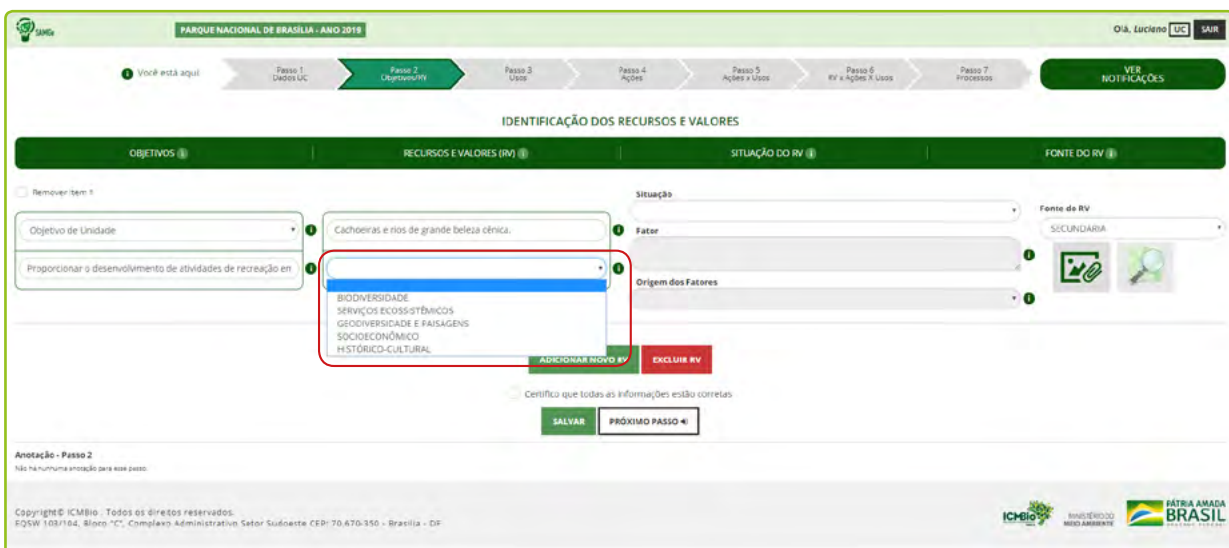 SAMGe
PARQUE NACIONAL DE BRASÍLIA - ANO 2019
Olá, Luciano UC SAIR
Você está aqui
Passo 1
Dados UC
Passo 2
Objetivos/RV
Passo 3
Usos
Passo 4
Ações
Passo 5
Ações x Usos
Passo 6
RV x Ações X Usos
Passo 7
Processos
VER
NOTIFICAÇÕES
IDENTIFICAÇÃO DOS RECURSOS E VALORES
OBJETIVOS
RECURSOS E VALORES (RV)
SITUAÇÃO DO RV
FONTE DO RV
Remover item 1
Objetivo de Unidade
Proporcionar o desenvolvimento de atividades de recreação en
Cachoeiras e rios de grande beleza cênica.
BIODIVERSIDADE
SERVIÇOS ECOSSISTÊMICOS
GEODIVERSIDADE E PAISAGENS
SOCIOECONÔMICO
HISTÓRICO-CULTURAL
Situação
Fator
Origem dos Fatores
Fonte do RV
SECUNDÁRIA
ADICIONAR NOVO RV
EXCLUIR RV
Certifico que todas as informações estão corretas
SALVAR
PRÓXIMO PASSO
Anotação - Passo 2
Não há nunhuma anotação para esse passo.
Copyright© ICMBio . Todos os direitos reservados.
EQSW 103/104, Bloco "C", Complexo Administrativo Setor Sudoeste CEP: 70.670-350 - Brasília - DF
ICMBio
MINISTÉRIO DO
MEIO AMBIENTE
PÁTRIA AMADA
BRASIL